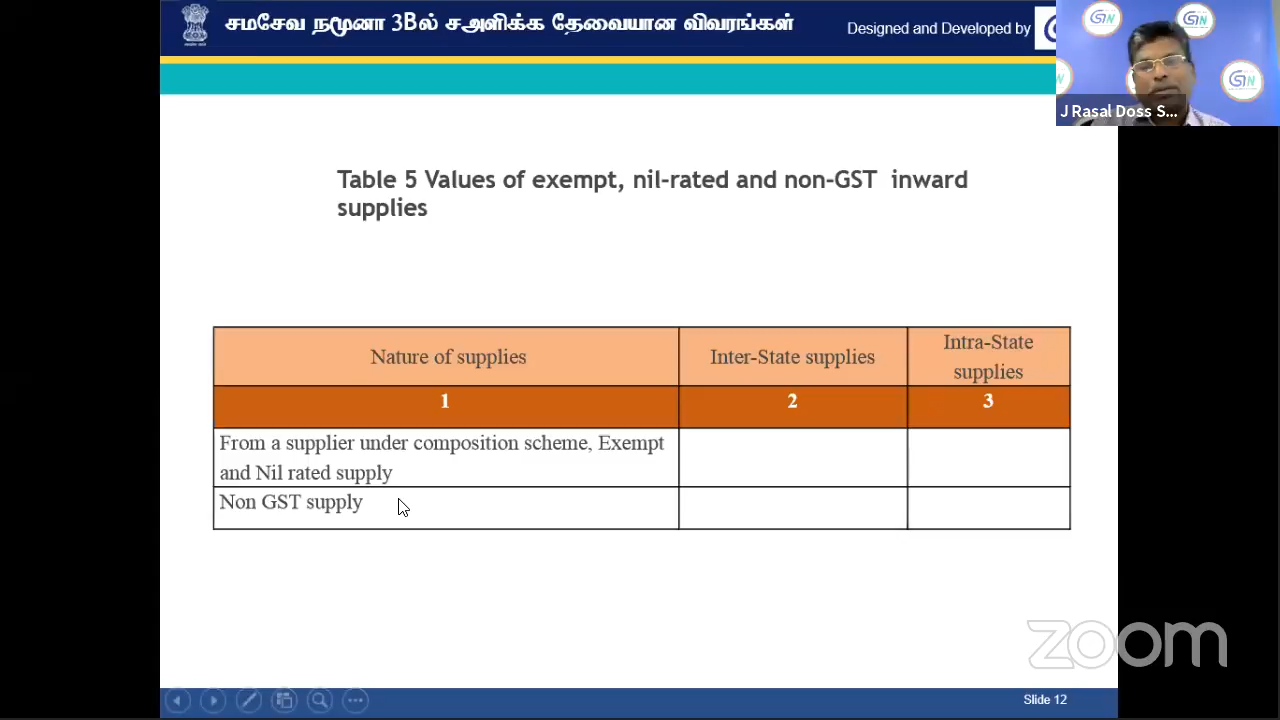 சமசேவ நமூனா 3Bல் சஅளிக்க தேவையான விவரங்கள்
Designed and Developed by
J Rasal Doss S...
Table 5 Values of exempt, nil-rated and non-GST inward
supplies
Nature of supplies
Inter-State supplies
Intra-State
supplies
1
2
3
From a supplier under composition scheme, Exempt
and Nil rated supply
Non GST supply
zoom
Slide 12